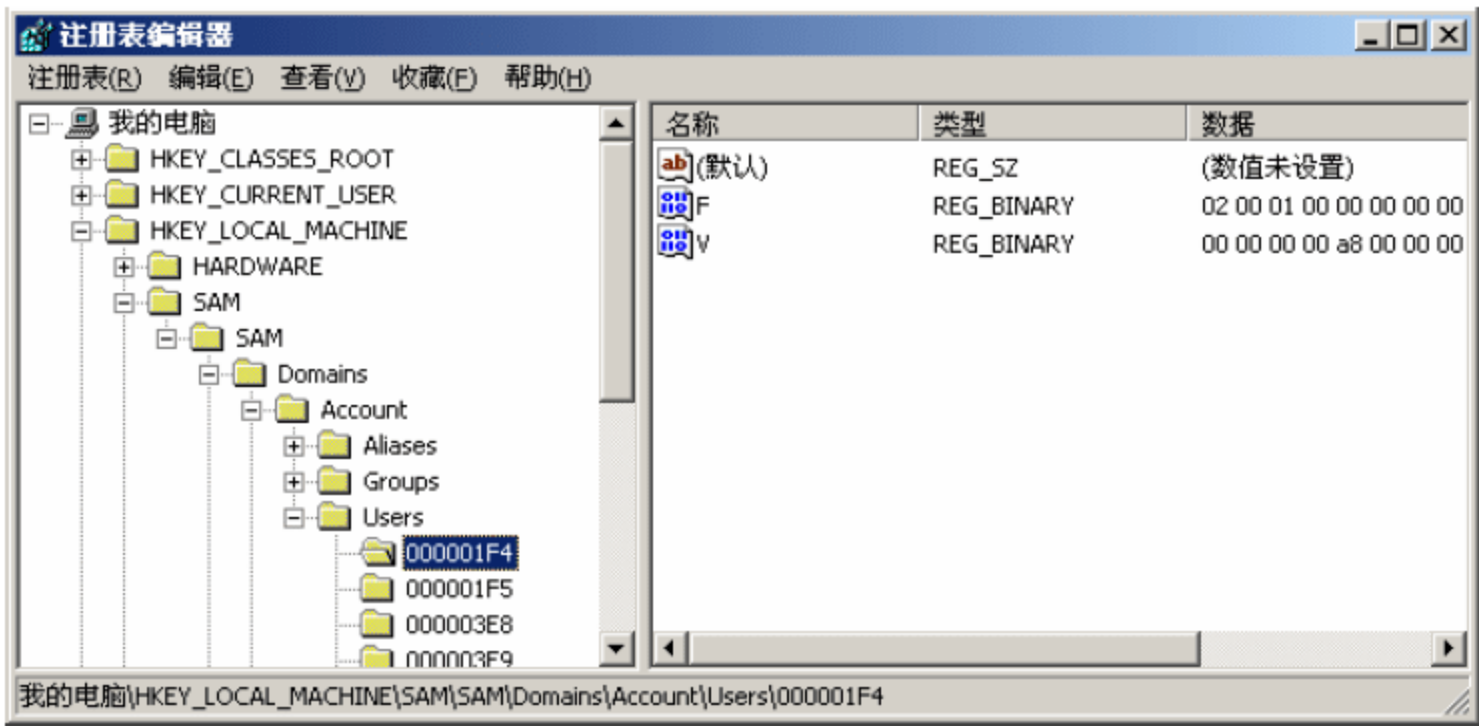 注册表编辑器
注册表(R) 编辑(E) 查看(V) 收藏(F) 帮助(H)
我的电脑
HKEY_CLASSES_ROOT
HKEY_CURRENT_USER
HKEY_LOCAL_MACHINE
HARDWARE
SAM
SAM
Domains
Account
Aliases
Groups
Users
000001F4
000001F5
000003E8
000003E9
名称 类型 数据
ab (默认) REG_SZ (数值未设置)
F REG_BINARY 02 00 01 00 00 00 00 00
V REG_BINARY 00 00 00 00 a8 00 00 00
我的电脑\HKEY_LOCAL_MACHINE\SAM\SAM\Domains\Account\Users\000001F4